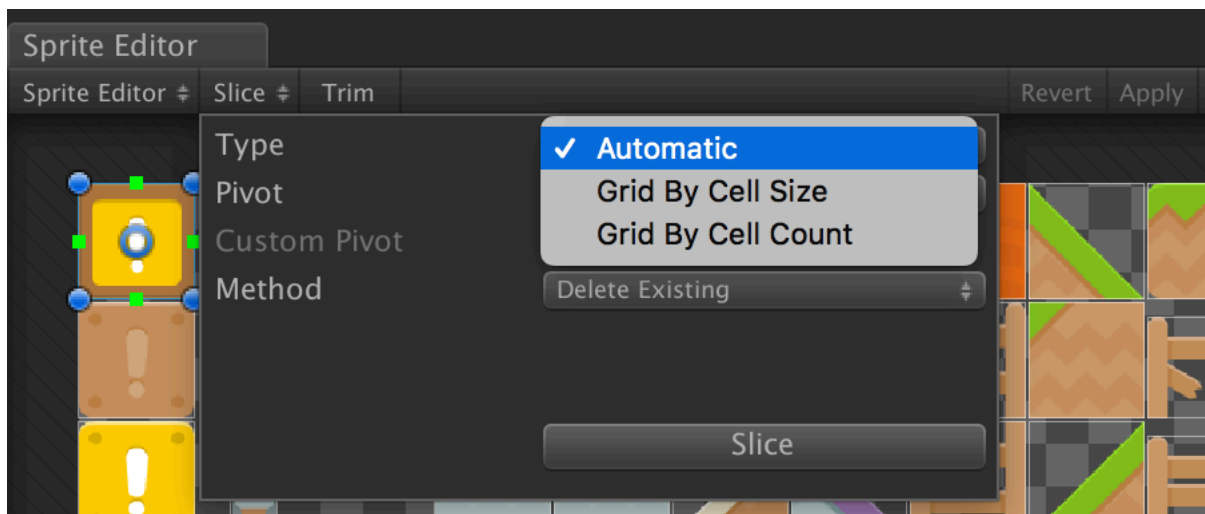 Sprite Editor
Sprite Editor Slice Trim Revert Apply
Type ✓ Automatic
Pivot Grid By Cell Size
Custom Pivot Grid By Cell Count
Method Delete Existing
Slice